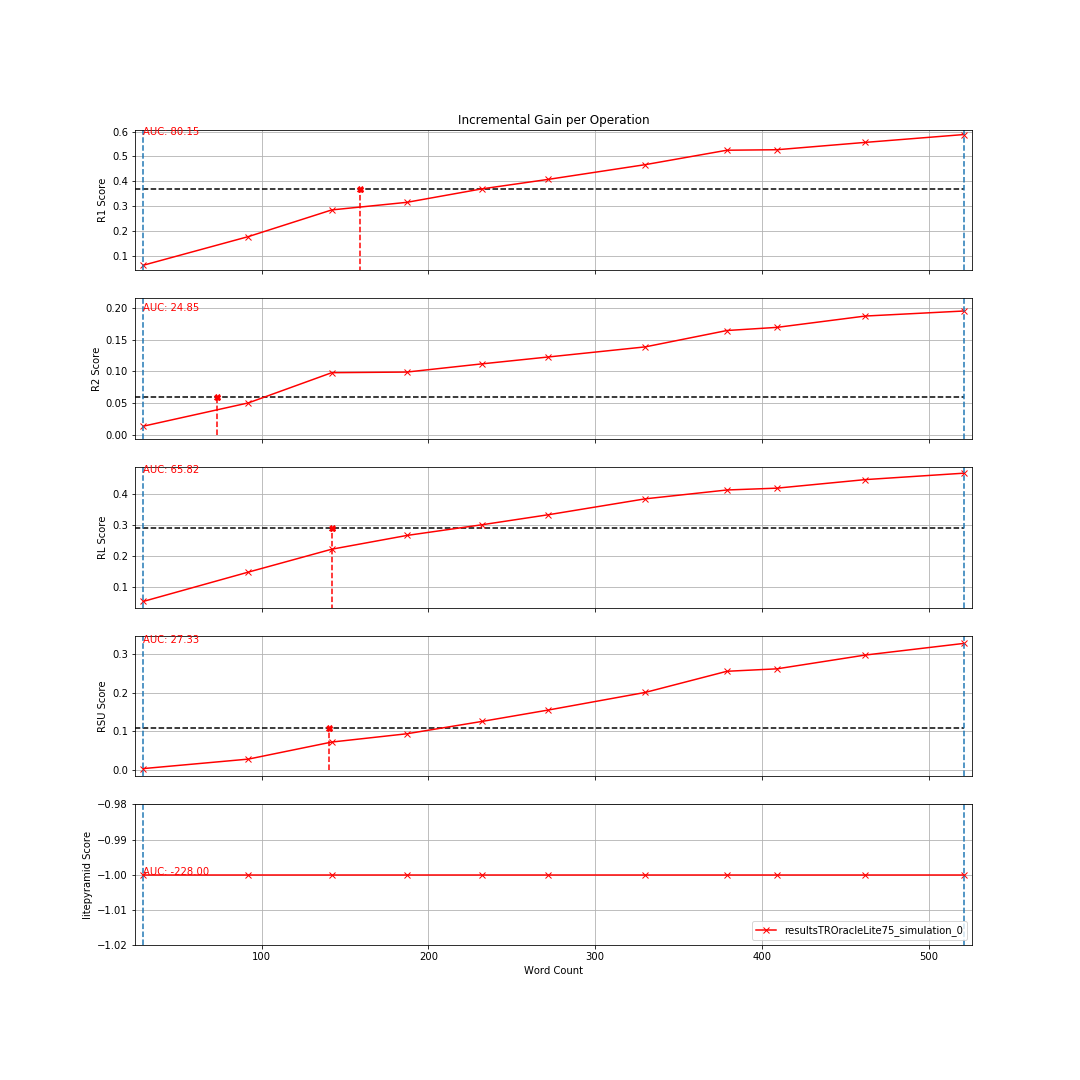 Incremental Gain per Operation
AUC: 80.15
0.6
0.5
0.4
0.3
0.2
0.1
R1 Score
AUC: 24.85
0.20
0.15
0.10
0.05
0.00
R2 Score
AUC: 65.82
0.4
0.3
0.2
0.1
RL Score
AUC: 27.33
0.3
0.2
0.1
0.0
RSU Score
−0.98
−0.99
−1.00
−1.01
−1.02
litepyramid Score
AUC: -228.00
resultsTROracleLite75_simulation_0
100 200 300 400 500
Word Count